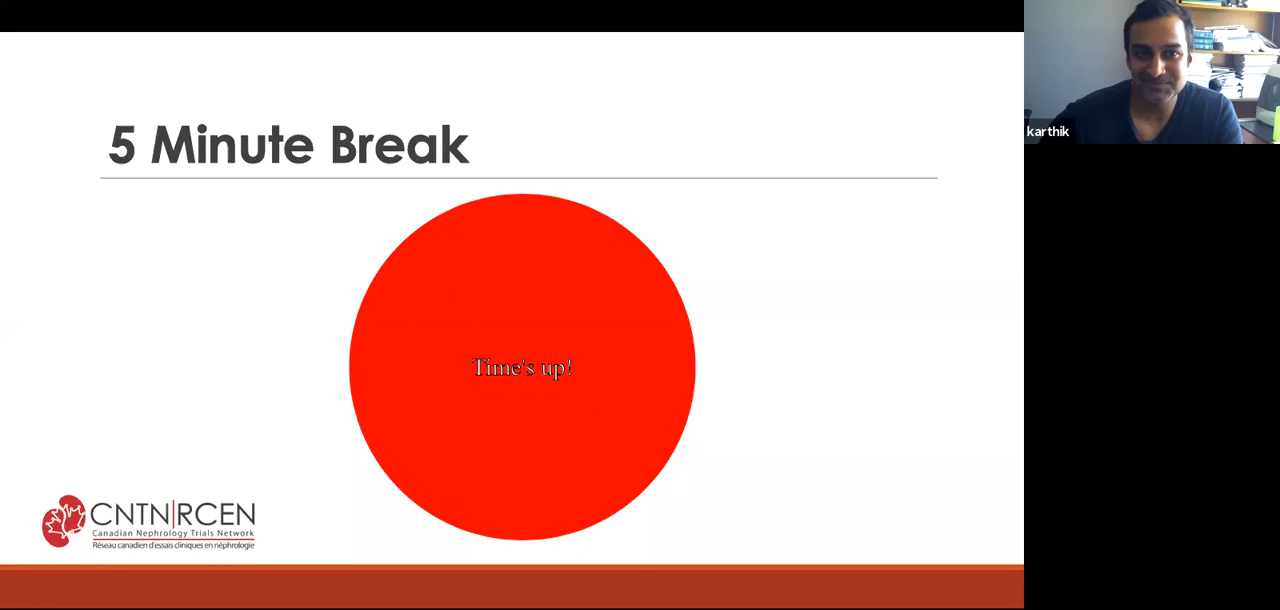 5 Minute Break
karthik
Time's up!
CNTN|RCEN
Canadian Nephrology Trials Network
Réseau canadien d'essais cliniques en néphrologie